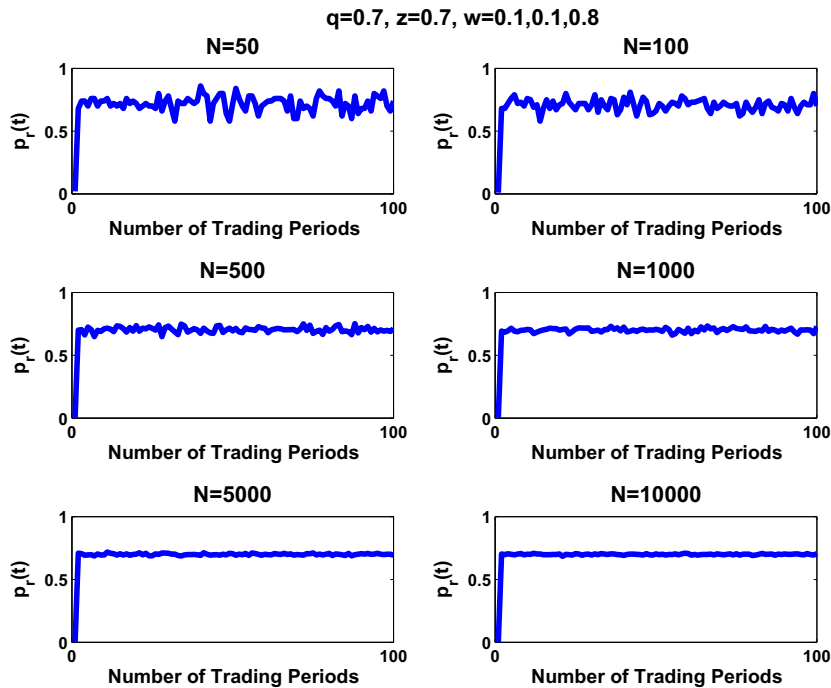 q=0.7, z=0.7, w=0.1,0.1,0.8
N=50
1
0.5
0
p_r(t)
0
100
Number of Trading Periods
N=100
1
0.5
0
p_r(t)
0
100
Number of Trading Periods
N=500
1
0.5
0
p_r(t)
0
100
Number of Trading Periods
N=1000
1
0.5
0
p_r(t)
0
100
Number of Trading Periods
N=5000
1
0.5
0
p_r(t)
0
100
Number of Trading Periods
N=10000
1
0.5
0
p_r(t)
0
100
Number of Trading Periods